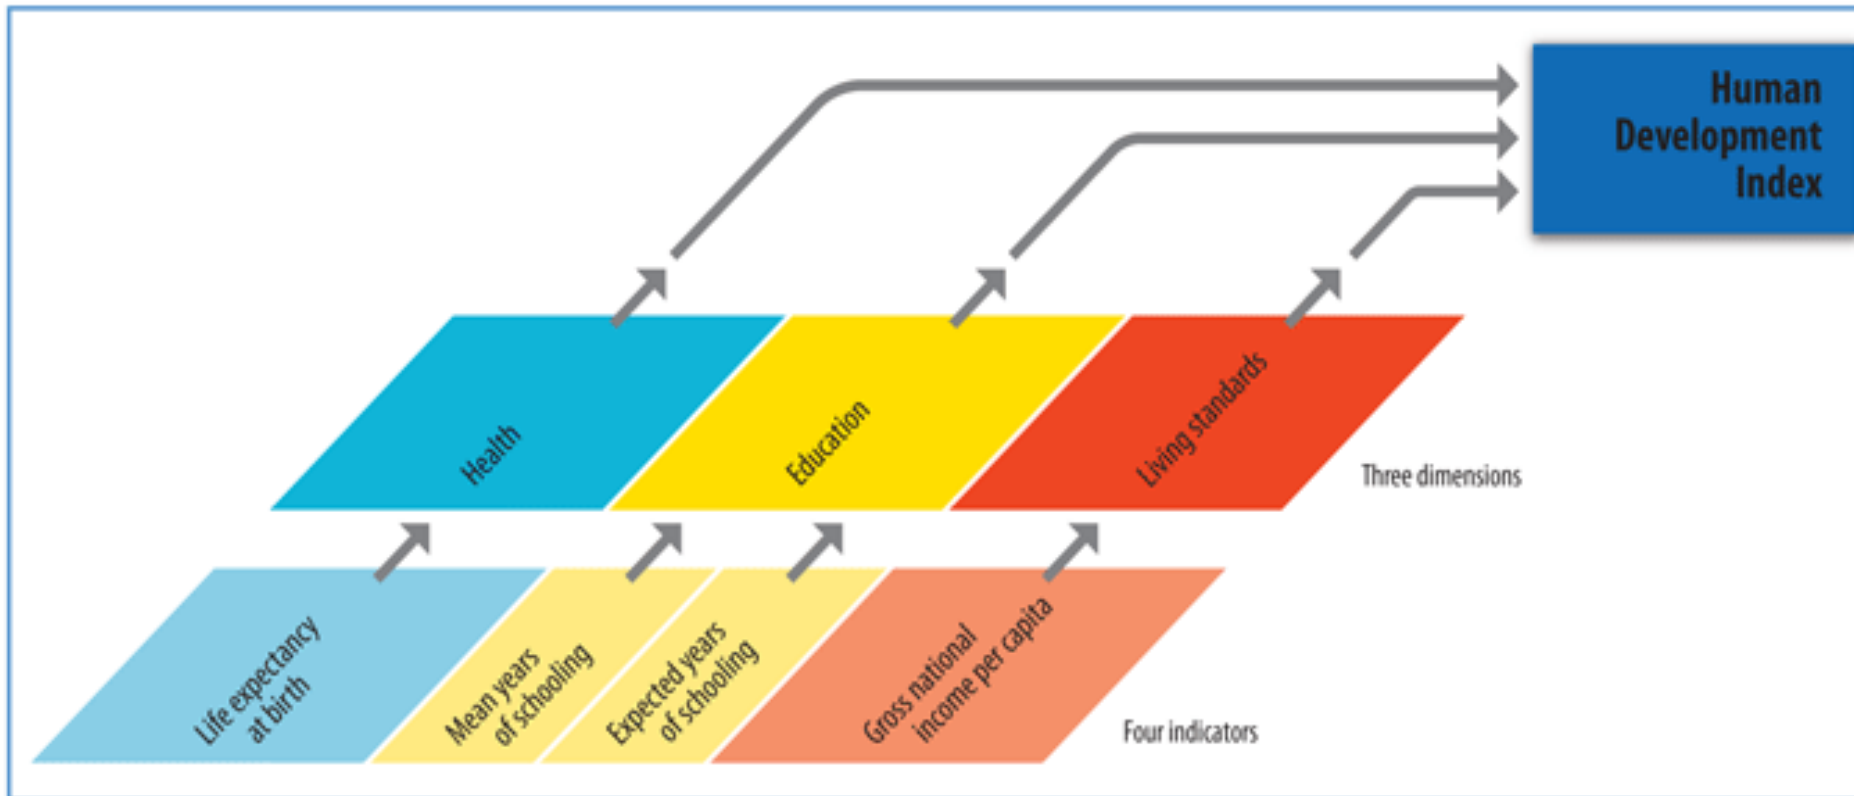 Human
Development
Index
Health
Education
Living standards
Three dimensions
Life expectancy
at birth
Mean years
of schooling
Expected years
of schooling
Gross national
income per capita
Four indicators